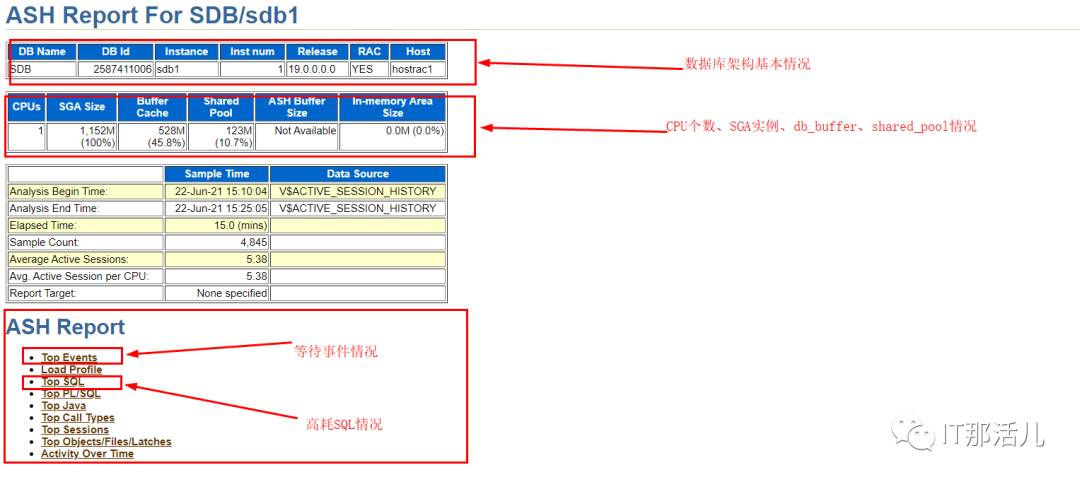 ASH Report For SDB/sdb1
DB Name DB Id Instance Inst num Release RAC Host
SDB 2587411006 sdb1 1 19.0.0.0.0 YES hostrac1
数据库架构基本情况
CPUs SGA Size Buffer Cache Shared Pool ASH Buffer Size In-memory Area Size
1 1,152M (100%) 528M (45.8%) 123M (10.7%) Not Available 0.0M (0.0%)
CPU个数、SGA实例、db_buffer、shared_pool情况
Sample Time Data Source
Analysis Begin Time: 22-Jun-21 15:10:04 V$ACTIVE_SESSION_HISTORY
Analysis End Time: 22-Jun-21 15:25:05 V$ACTIVE_SESSION_HISTORY
Elapsed Time: 15.0 (mins)
Sample Count: 4,845
Average Active Sessions: 5.38
Avg. Active Session per CPU: 5.38
Report Target: None specified
ASH Report
Top Events
等待事件情况
Load Profile
Top SQL
高耗SQL情况
Top PL/SQL
Top Java
Top Call Types
Top Sessions
Top Objects/Files/Latches
Activity Over Time
IT那活儿